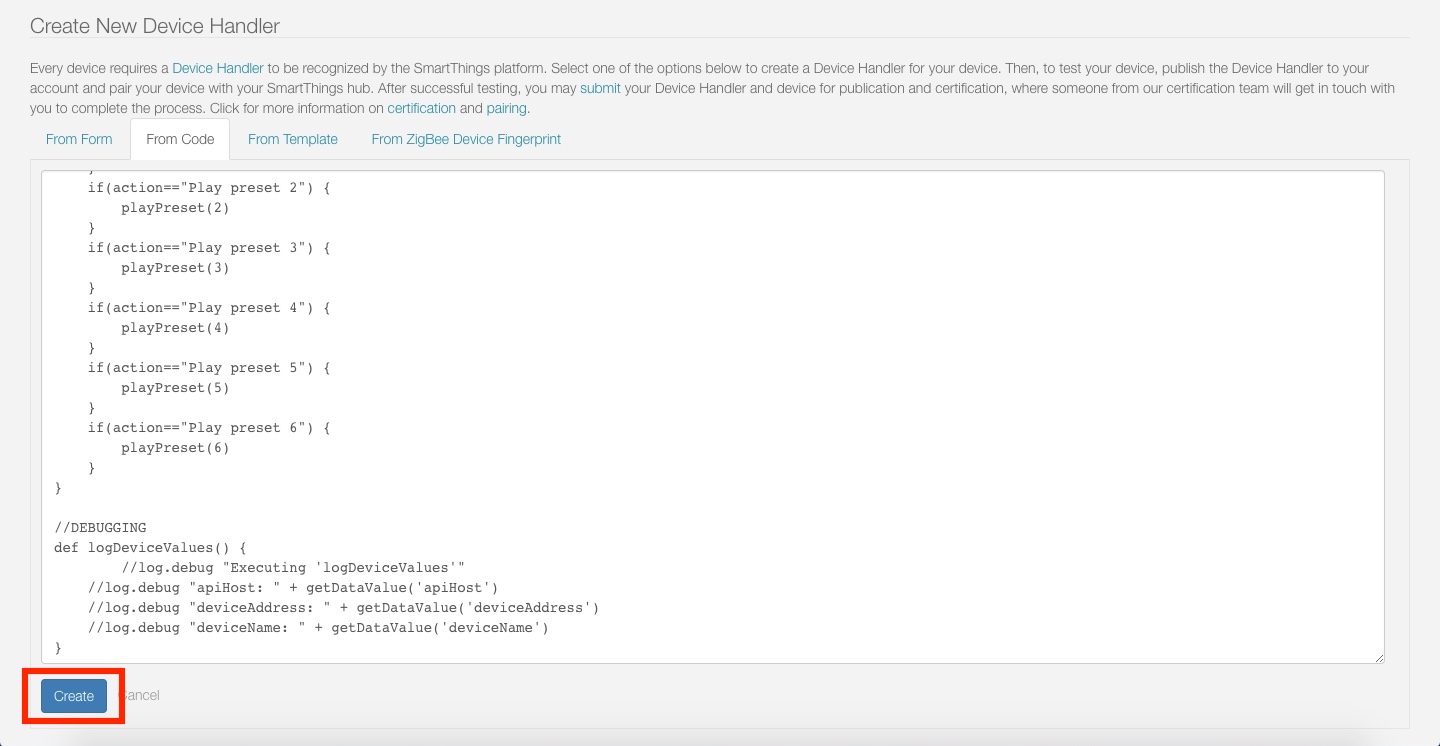 Create New Device Handler
Every device requires a Device Handler to be recognized by the SmartThings platform. Select one of the options below to create a Device Handler for your device. Then, to test your device, publish the Device Handler to your
account and pair your device with your SmartThings hub. After successful testing, you may submit your Device Handler and device for publication and certification, where someone from our certification team will get in touch with
you to complete the process. Click for more information on certification and pairing.
From Form From Code From Template From ZigBee Device Fingerprint
}
    if(action=="Play preset 2") {
        playPreset(2)
    }
    if(action=="Play preset 3") {
        playPreset(3)
    }
    if(action=="Play preset 4") {
        playPreset(4)
    }
    if(action=="Play preset 5") {
        playPreset(5)
    }
    if(action=="Play preset 6") {
        playPreset(6)
    }
}
//DEBUGGING
def logDeviceValues() {
        //log.debug "Executing 'logDeviceValues'"
    //log.debug "apiHost: " + getDataValue('apiHost')
    //log.debug "deviceAddress: " + getDataValue('deviceAddress')
    //log.debug "deviceName: " + getDataValue('deviceName')
}
Create Cancel